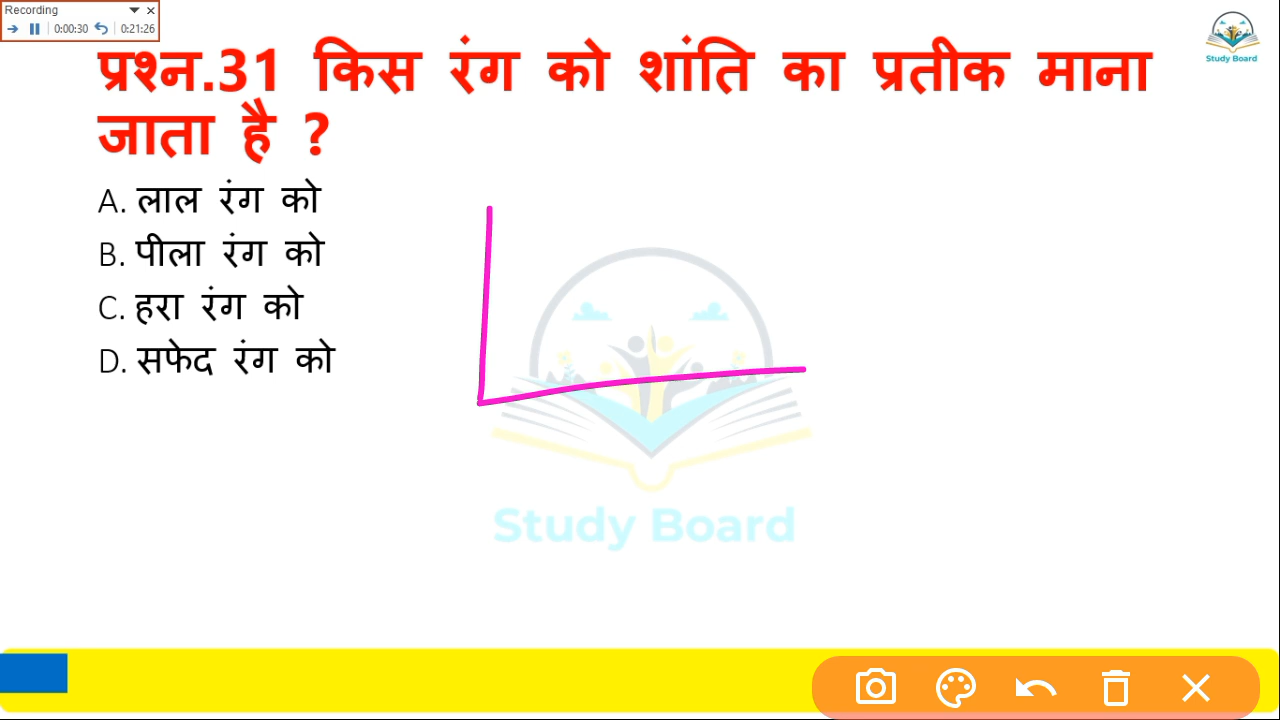 Recording
0:00:30 0:21:26
Study Board
प्रश्न.31 किस रंग को शांति का प्रतीक माना
जाता है ?
A. लाल रंग को
B. पीला रंग को
C. हरा रंग को
D. सफेद रंग को
Study Board